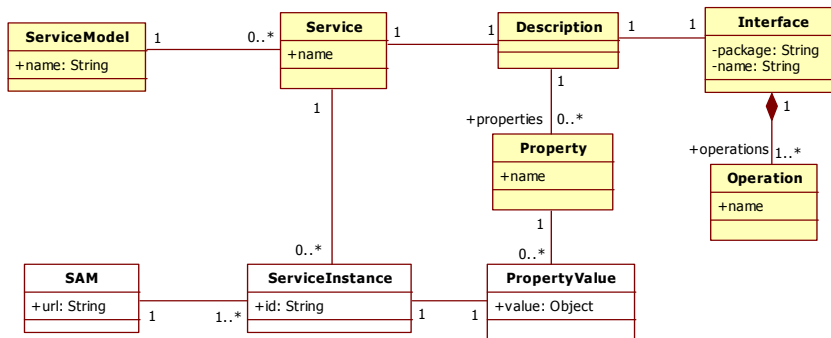 ServiceModel
+name: String
1
0..*
Service
+name
1
1
Description
1
1
Interface
-package: String
-name: String
1
+properties
0..*
Property
+name
1
+operations
1..*
Operation
+name
1
0..*
1
0..*
SAM
+url: String
1
1..*
ServiceInstance
+id: String
1
1
PropertyValue
+value: Object